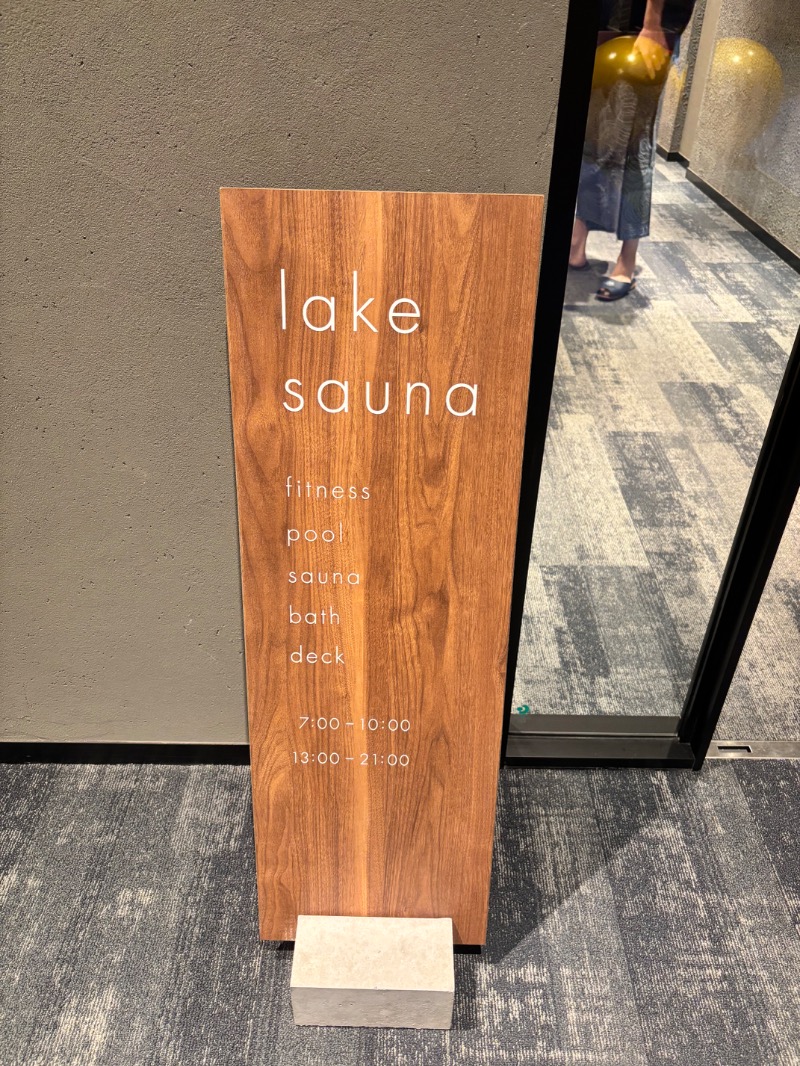 lake
sauna
fitness
pool
sauna
bath
deck
7:00–10:00
13:00–21:00